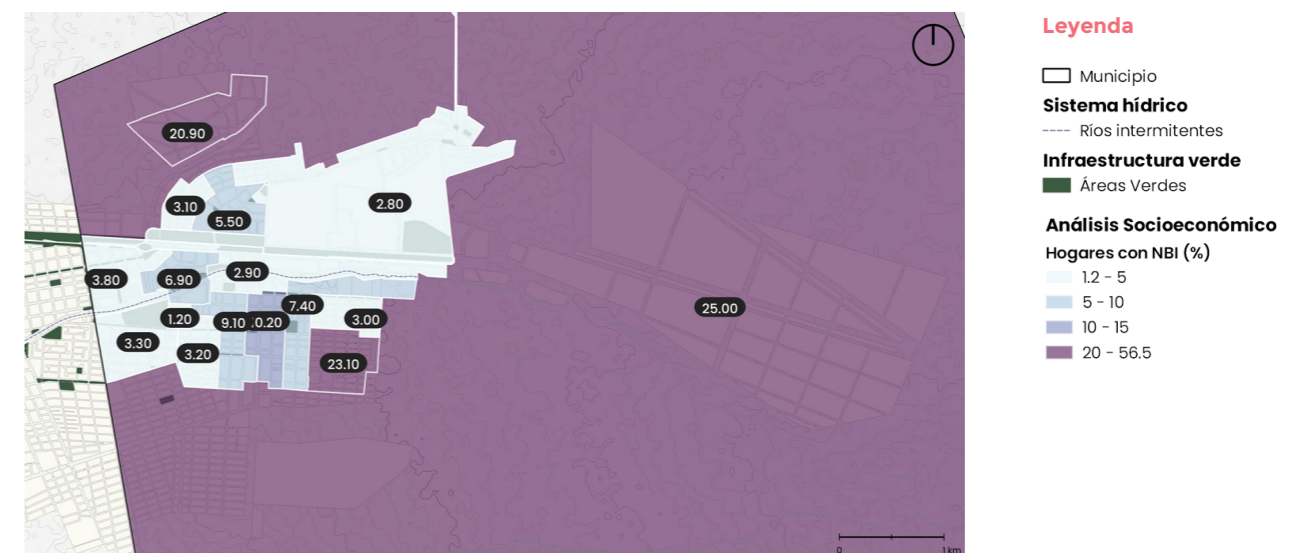 Leyenda
Municipio
Sistema hídrico
Ríos intermitentes
Infraestructura verde
Áreas Verdes
Análisis Socioeconómico
Hogares con NBI (%)
1.2 - 5
5 - 10
10 - 15
20 - 56.5
20.90
3.10
5.50
2.80
3.80
6.90
2.90
1.20
9.10
7.40
3.00
25.00
3.30
3.20
23.10
0
1 km